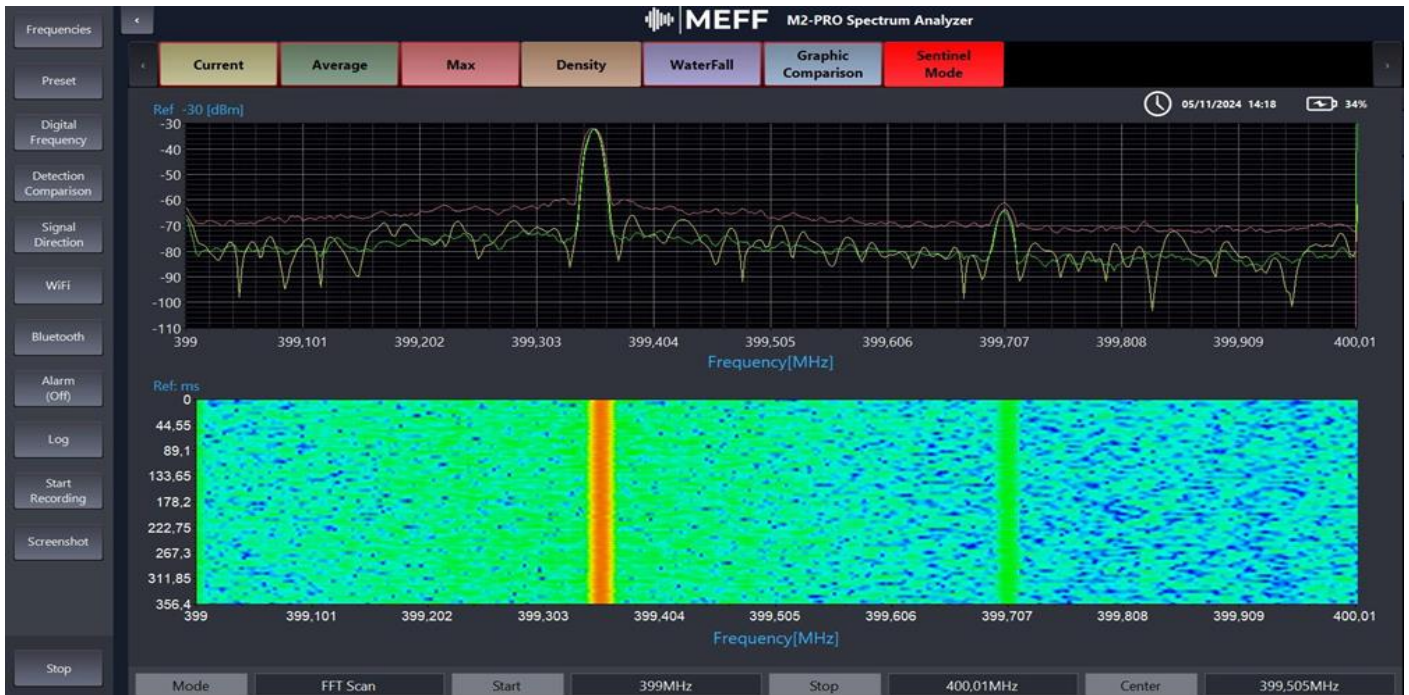 MEFF M2-PRO Spectrum Analyzer
Frequencies
Preset
Digital
Frequency
Detection
Comparison
Signal
Direction
WiFi
Bluetooth
Alarm
(Off)
Log
Start
Recording
Screenshot
Stop
Current Average Max Density WaterFall Graphic Comparison Sentinel Mode
05/11/2024 14:18 34%
Ref -30 [dBm]
-30
-40
-50
-60
-70
-80
-90
-100
-110
399 399,101 399,202 399,303 399,404 399,505 399,606 399,707 399,808 399,909 400,01
Frequency[MHz]
Ref: ms
0
44,55
89,1
133,65
178,2
222,75
267,3
311,85
356,4
399 399,101 399,202 399,303 399,404 399,505 399,606 399,707 399,808 399,909 400,01
Frequency[MHz]
Mode FFT Scan Start 399MHz Stop 400,01MHz Center 399,505MHz